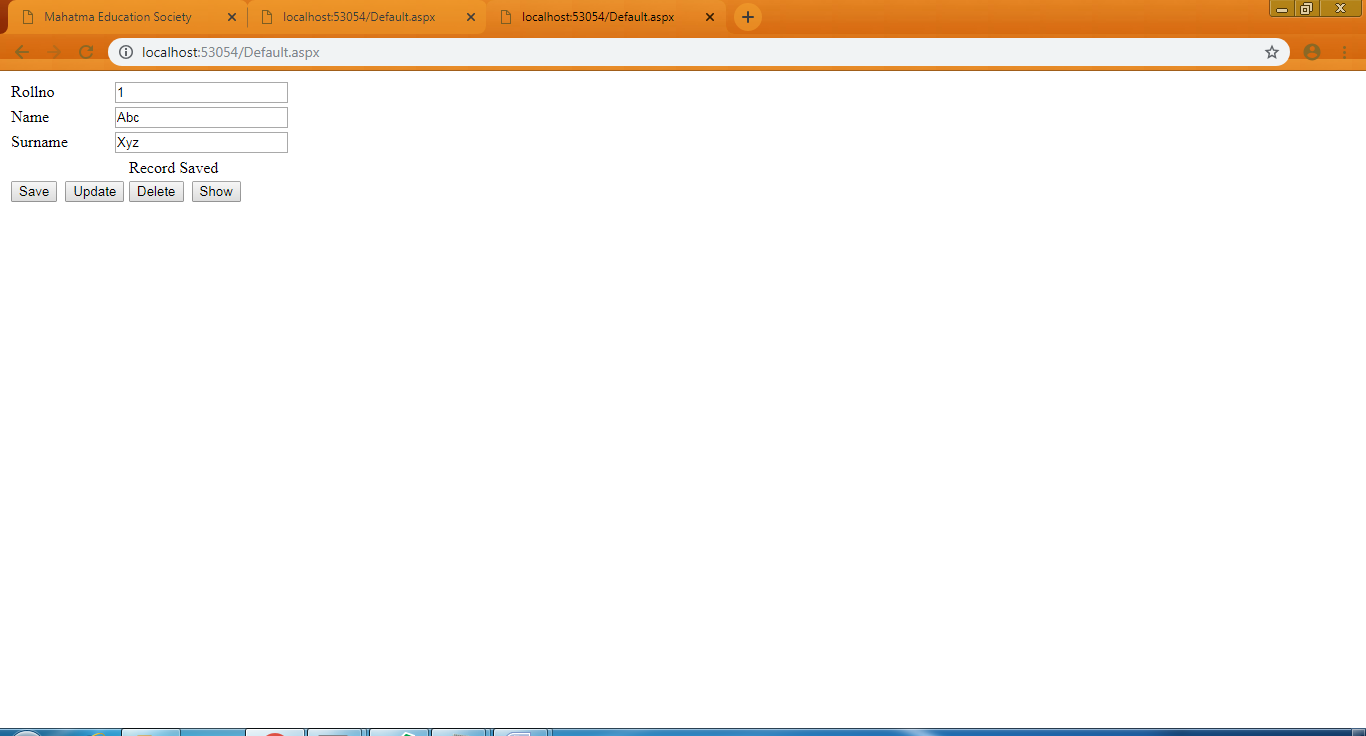 Mahatma Education Society
localhost:53054/Default.aspx
localhost:53054/Default.aspx
localhost:53054/Default.aspx
Rollno 1
Name Abc
Surname Xyz
Record Saved
Save Update Delete Show